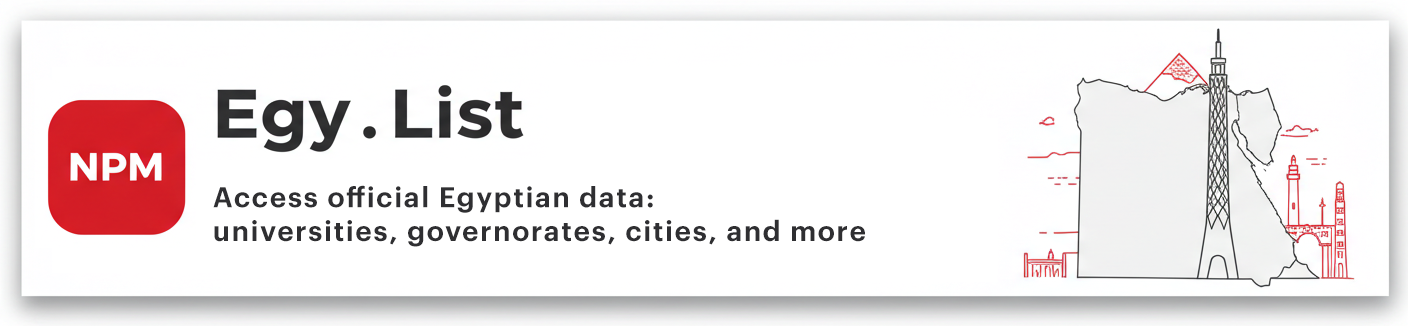 NPM
Egy . List
Access official Egyptian data:
universities, governorates, cities, and more